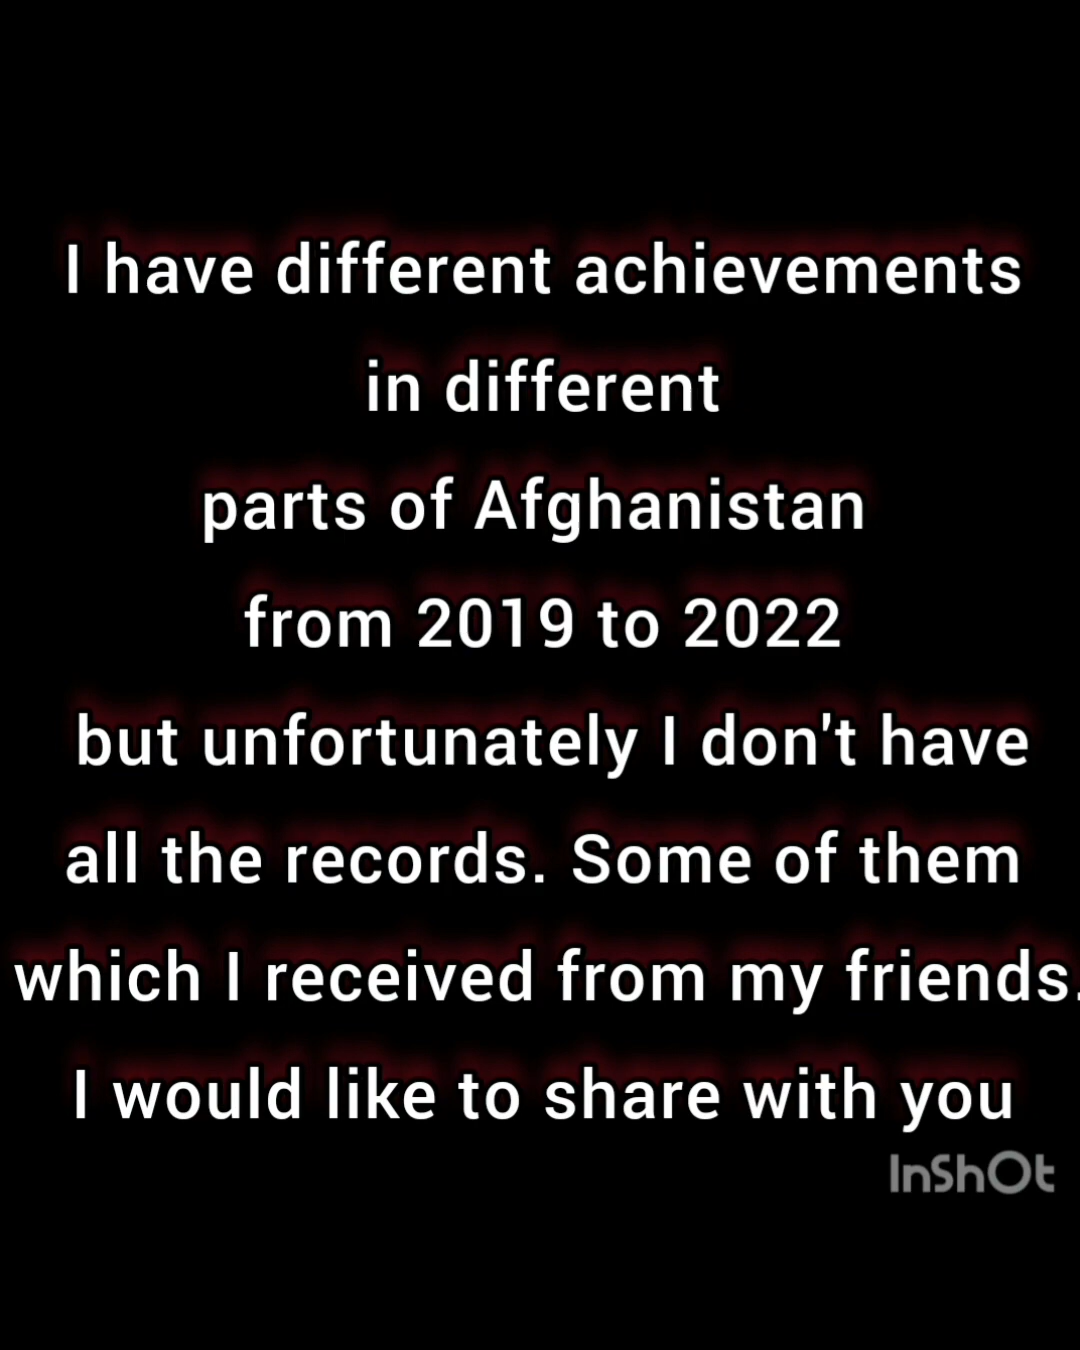 I have different achievements
in different
parts of Afghanistan
from 2019 to 2022
but unfortunately I don't have
all the records. Some of them
which I received from my friends.
I would like to share with you
InShOt